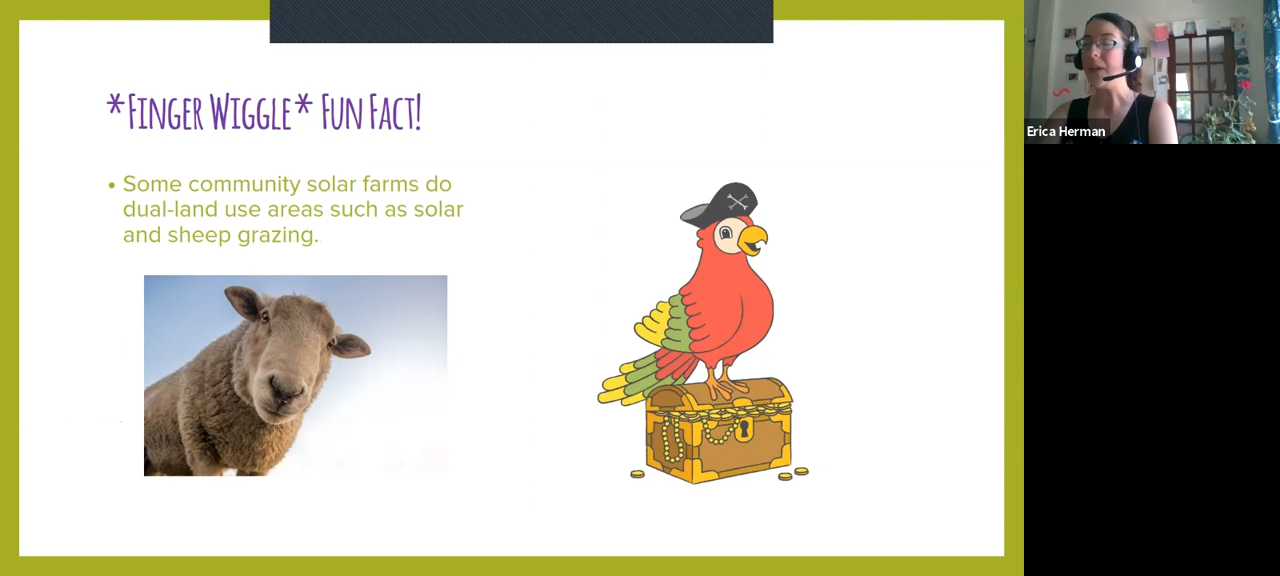 *Finger Wiggle* Fun Fact!
• Some community solar farms do
dual-land use areas such as solar
and sheep grazing.
Erica Herman